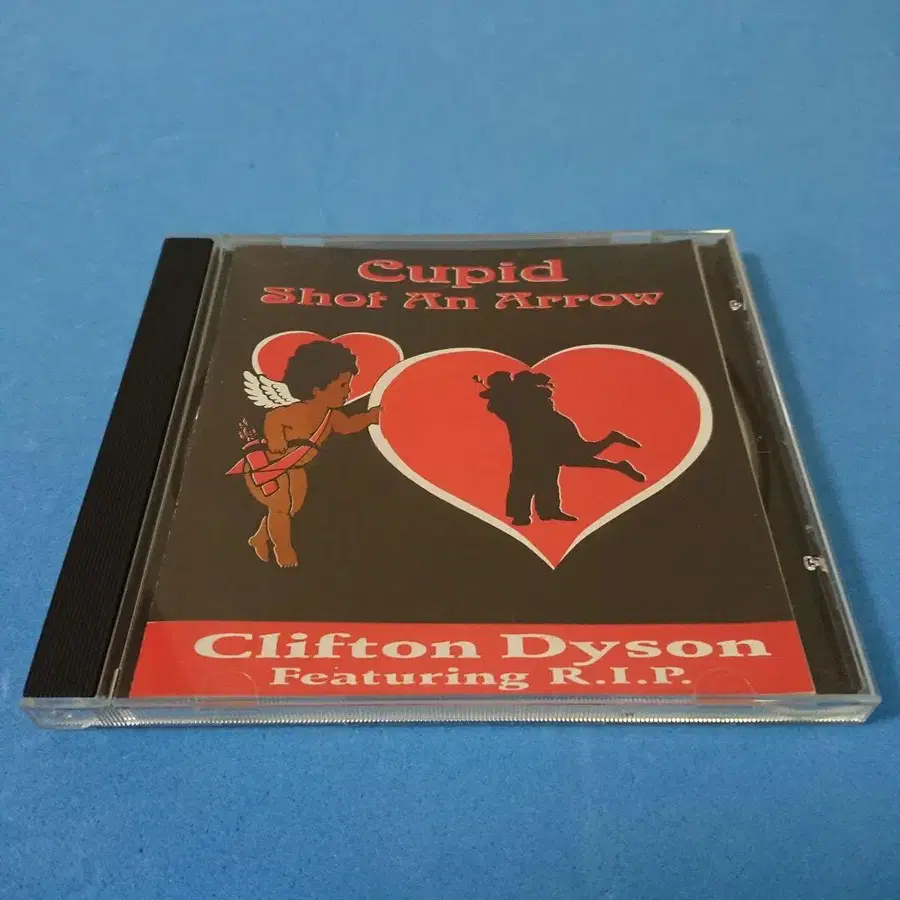 Cupid
Shot An Arrow
Clifton Dyson
Featuring R.I.P.